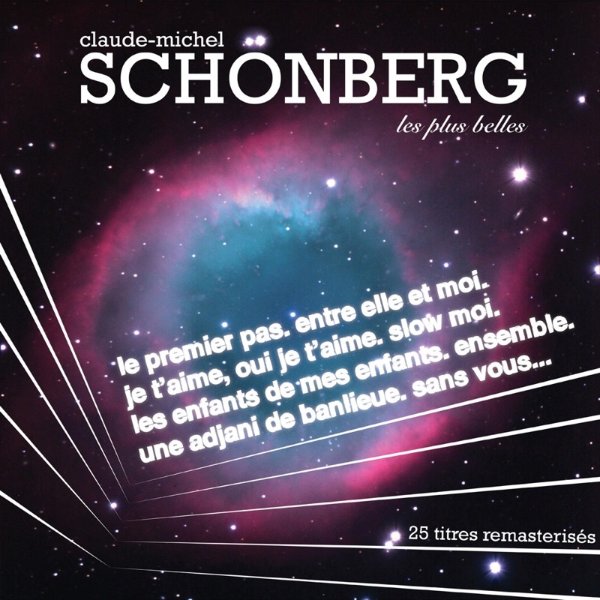 claude-michel
SCHONBERG
les plus belles
le premier pas. entre elle et moi.
je t'aime, oui je t'aime. slow moi.
les enfants de mes enfants. ensemble.
une adjani de banlieue. sans vous...
25 titres remasterisés